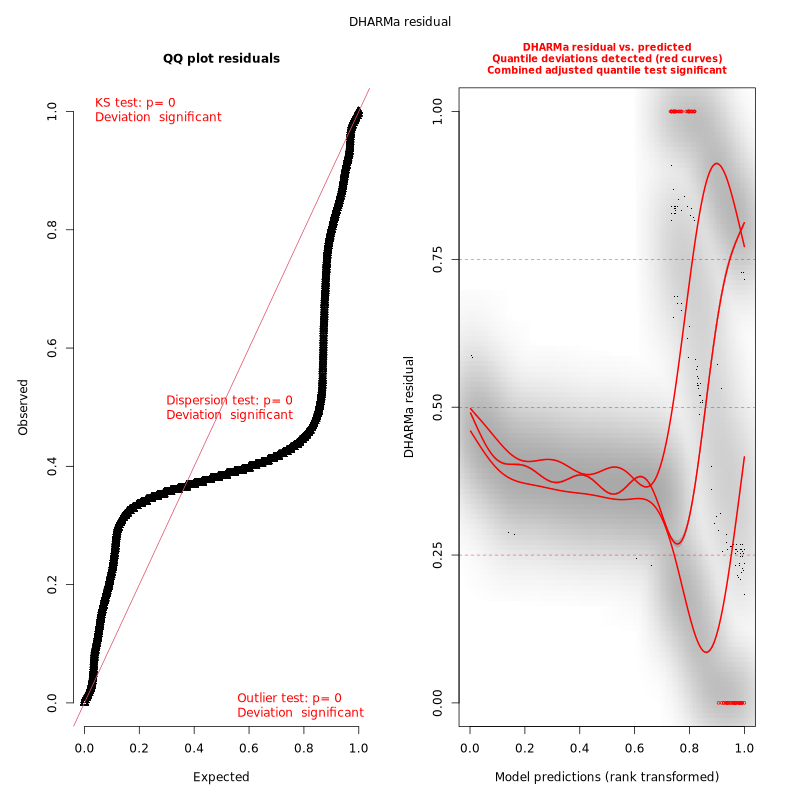 DHARMa residual
QQ plot residuals
KS test: p= 0
Deviation  significant
Dispersion test: p= 0
Deviation  significant
Outlier test: p= 0
Deviation  significant
Observed
0.0
0.2
0.4
0.6
0.8
1.0
0.0
0.2
0.4
0.6
0.8
1.0
Expected
DHARMa residual vs. predicted
Quantile deviations detected (red curves)
Combined adjusted quantile test significant
DHARMa residual
0.00
0.25
0.50
0.75
1.00
0.0
0.2
0.4
0.6
0.8
1.0
Model predictions (rank transformed)